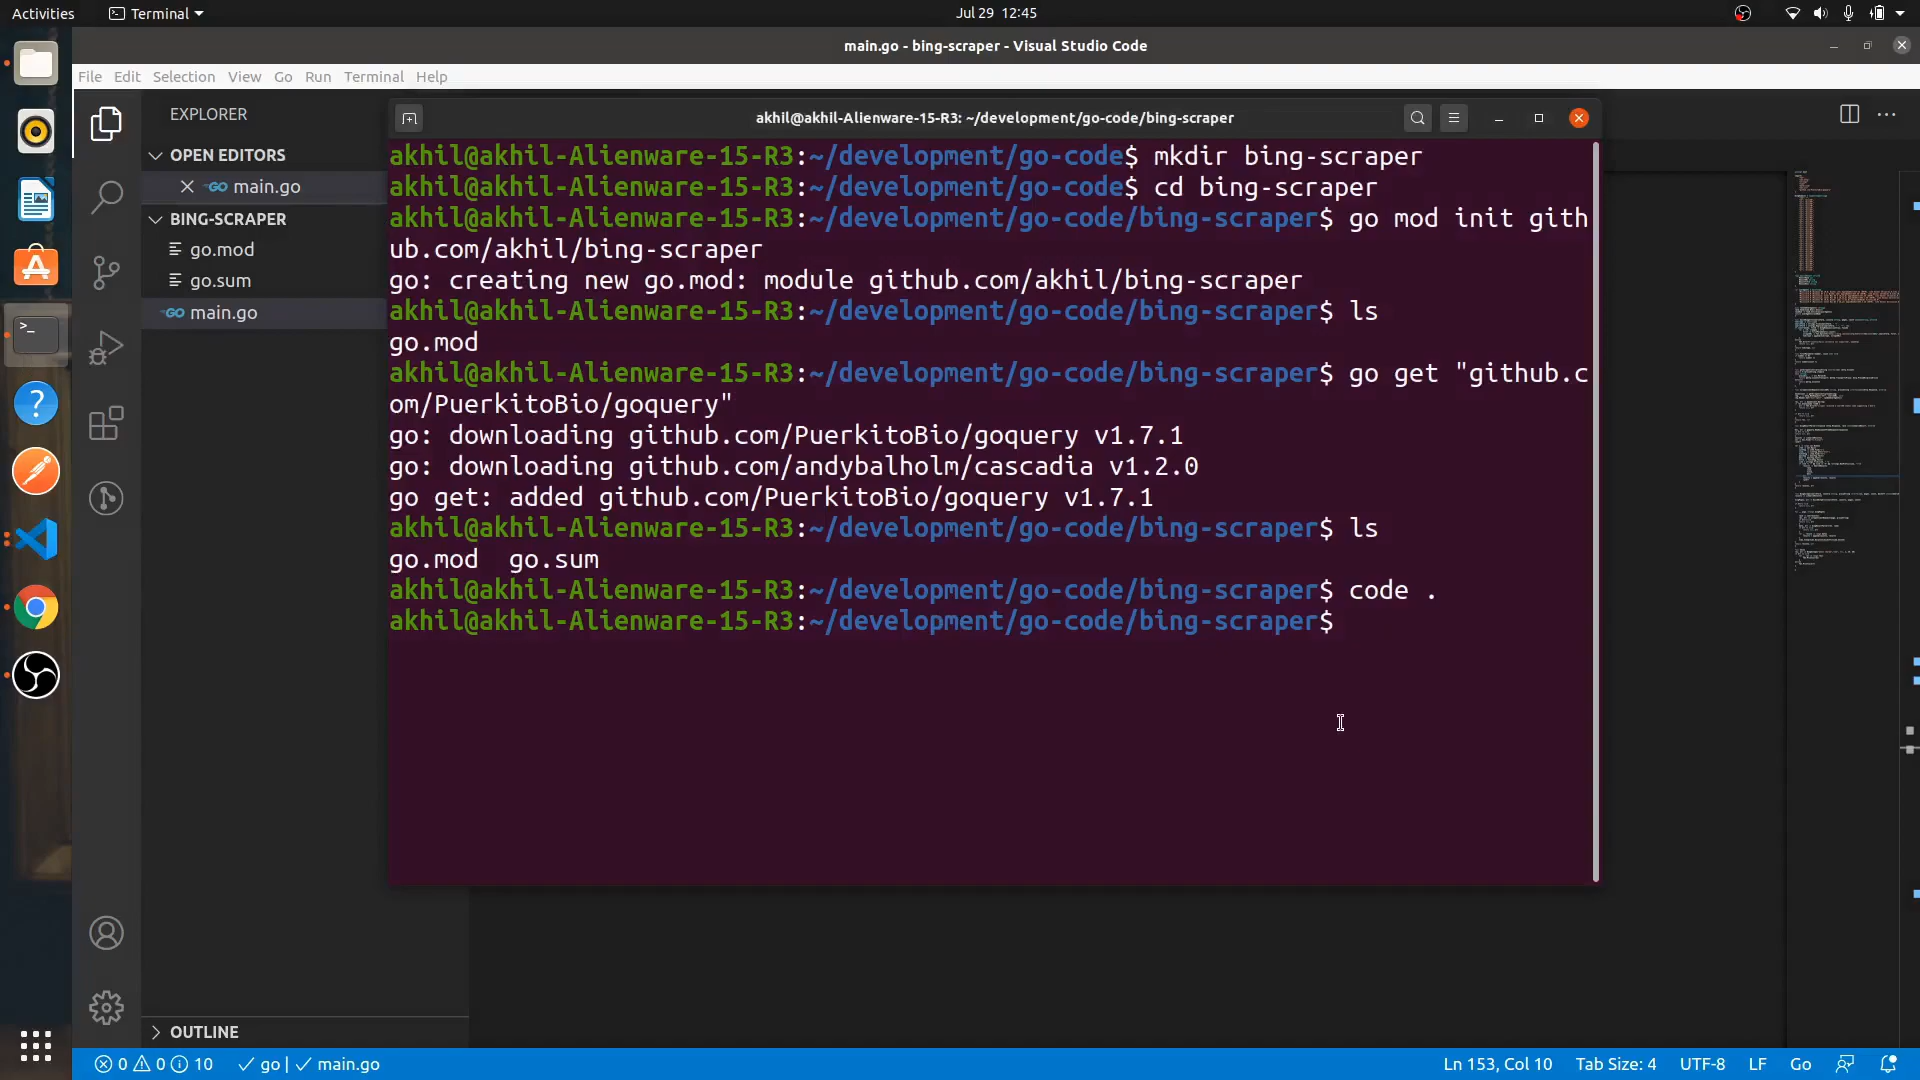 Activities
Terminal
Jul 29 12:45
main.go - bing-scraper - Visual Studio Code
File Edit Selection View Go Run Terminal Help
EXPLORER
OPEN EDITORS
main.go
BING-SCRAPER
go.mod
go.sum
main.go
akhil@akhil-Alienware-15-R3: ~/development/go-code/bing-scraper
akhil@akhil-Alienware-15-R3:~/development/go-code$ mkdir bing-scraper
akhil@akhil-Alienware-15-R3:~/development/go-code$ cd bing-scraper
akhil@akhil-Alienware-15-R3:~/development/go-code/bing-scraper$ go mod init gith
ub.com/akhil/bing-scraper
go: creating new go.mod: module github.com/akhil/bing-scraper
akhil@akhil-Alienware-15-R3:~/development/go-code/bing-scraper$ ls
go.mod
akhil@akhil-Alienware-15-R3:~/development/go-code/bing-scraper$ go get "github.c
om/PuerkitoBio/goquery"
go: downloading github.com/PuerkitoBio/goquery v1.7.1
go: downloading github.com/andybalholm/cascadia v1.2.0
go get: added github.com/PuerkitoBio/goquery v1.7.1
akhil@akhil-Alienware-15-R3:~/development/go-code/bing-scraper$ ls
go.mod  go.sum
akhil@akhil-Alienware-15-R3:~/development/go-code/bing-scraper$ code .
akhil@akhil-Alienware-15-R3:~/development/go-code/bing-scraper$
OUTLINE
0 0 10 go | main.go
Ln 153, Col 10 Tab Size: 4 UTF-8 LF Go